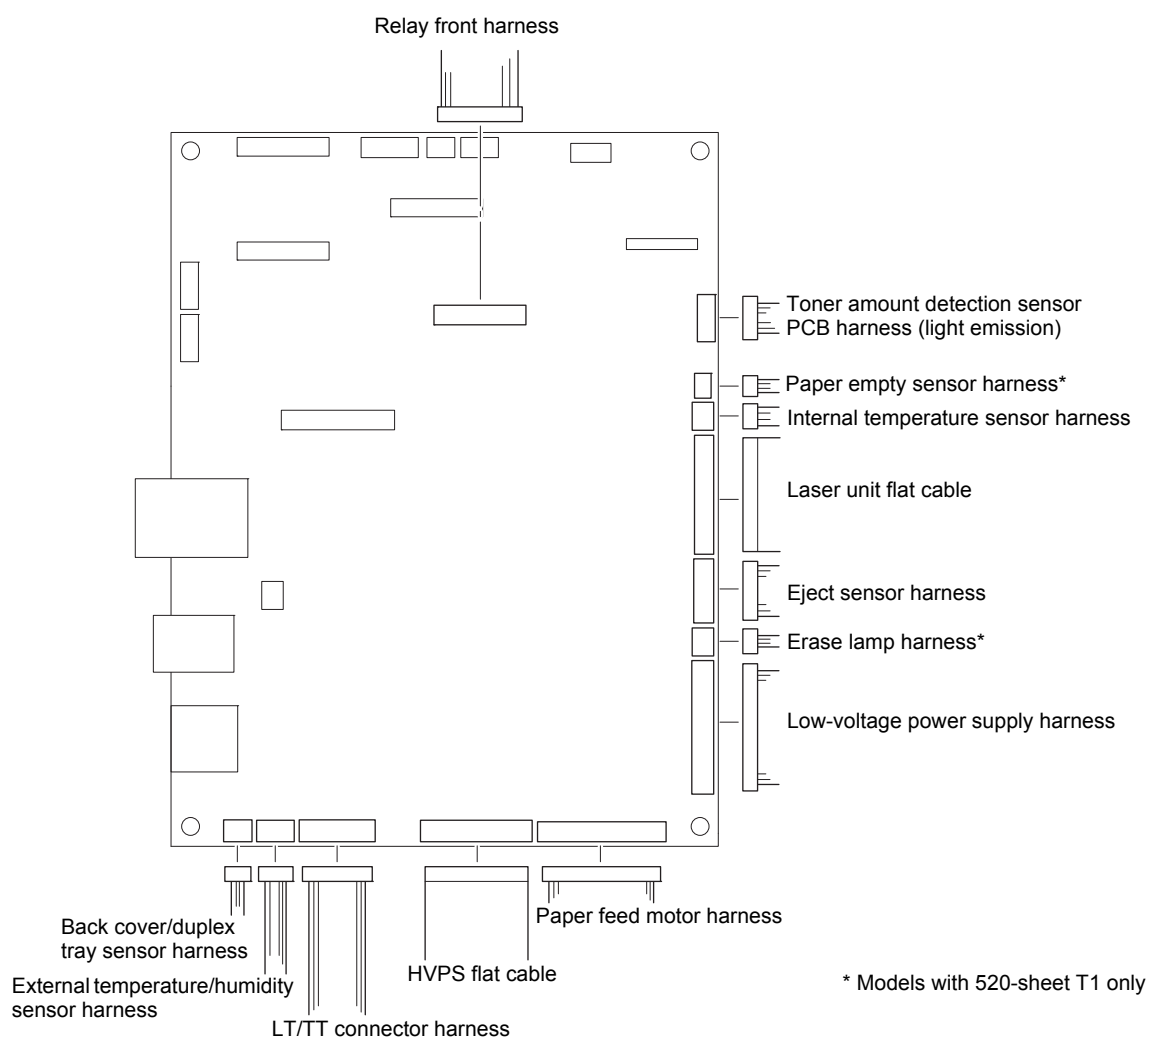 Relay front harness
Toner amount detection sensor
PCB harness (light emission)
Paper empty sensor harness*
Internal temperature sensor harness
Laser unit flat cable
Eject sensor harness
Erase lamp harness*
Low-voltage power supply harness
Back cover/duplex
tray sensor harness
External temperature/humidity
sensor harness
LT/TT connector harness
HVPS flat cable
Paper feed motor harness
* Models with 520-sheet T1 only